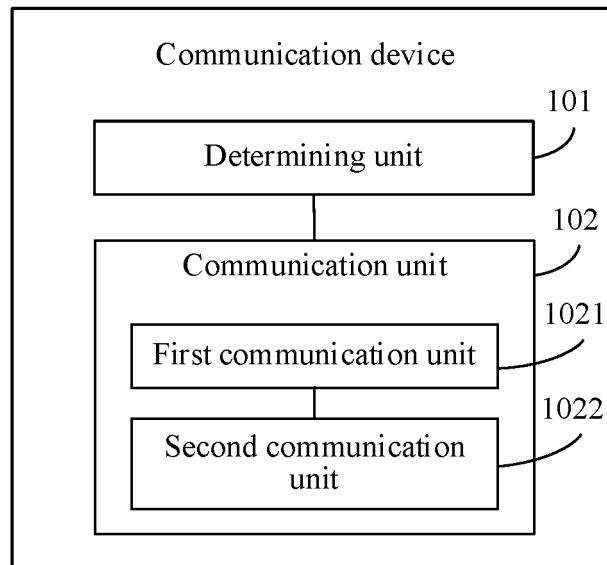 Communication device
101
Determining unit
102
Communication unit
1021
First communication unit
1022
Second communication
unit